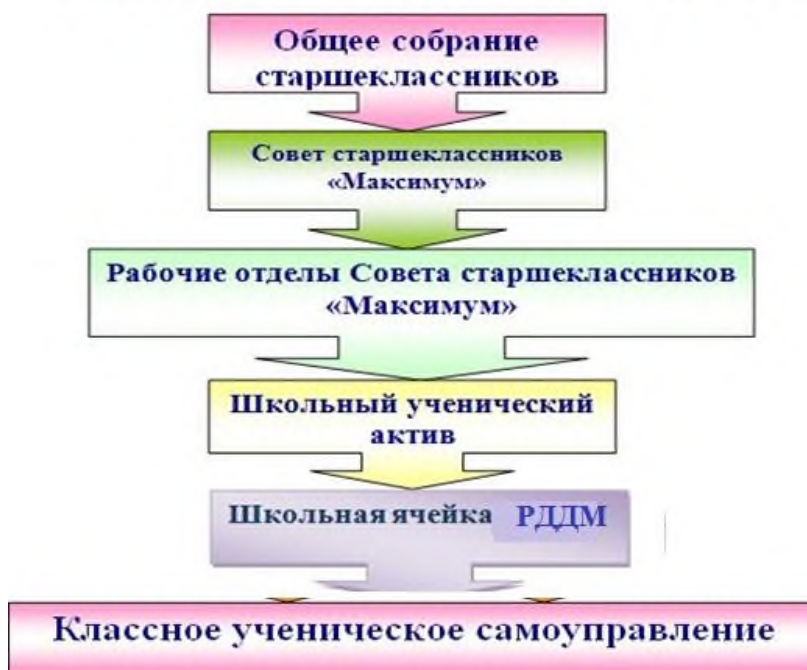 Общее собрание
старшеклассников
Совет старшеклассников
«Максимум»
Рабочие отделы Совета старшеклассников
«Максимум»
Школьный ученический
актив
Школьная ячейка РДДМ
Классное ученическое самоуправление